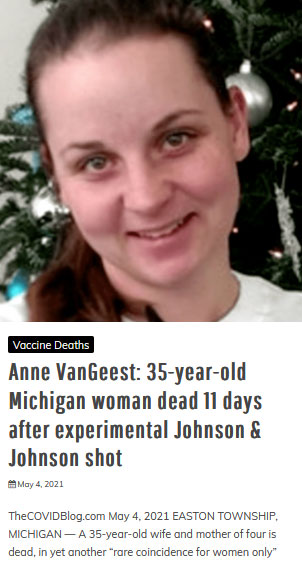 Vaccine Deaths
Anne VanGeest: 35-year-old
Michigan woman dead 11 days
after experimental Johnson &
Johnson shot
May 4, 2021
TheCOVIDBlog.com May 4, 2021 EASTON TOWNSHIP,
MICHIGAN — A 35-year-old wife and mother of four is
dead, in yet another “rare coincidence for women only”